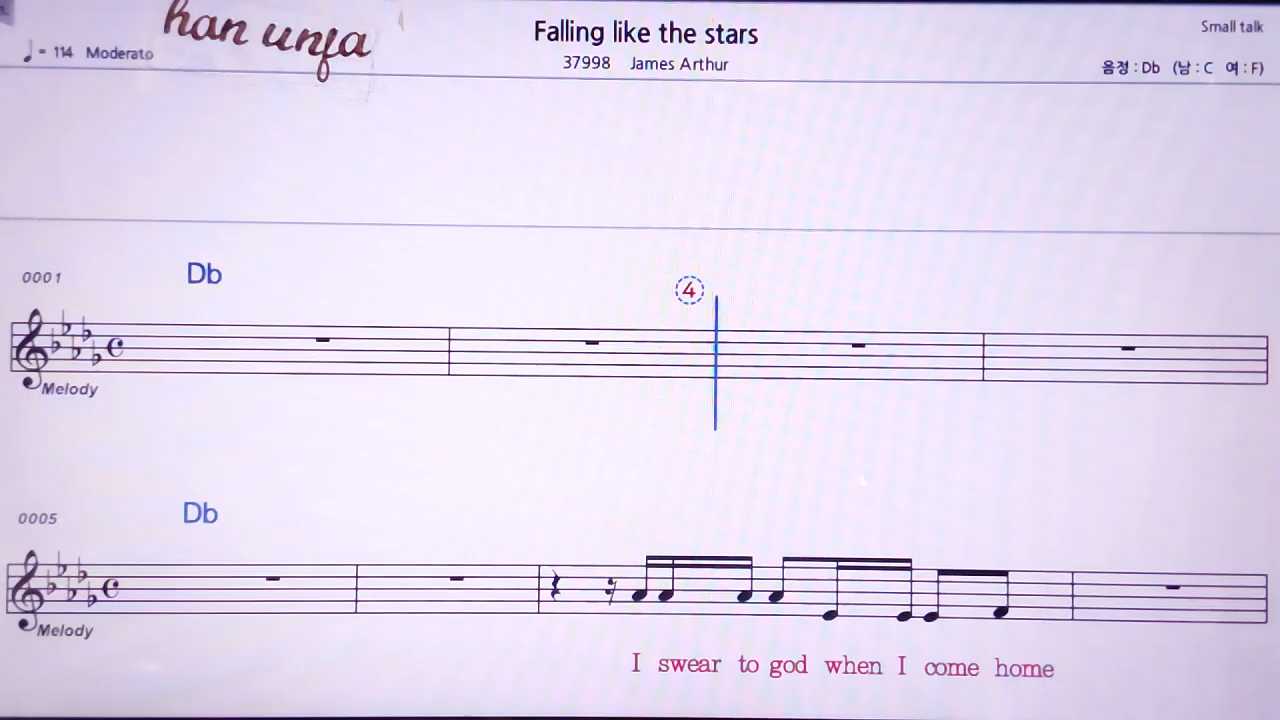 han unfa
Falling like the stars
Small talk
♩ = 114 Moderato
37998 James Arthur
음정 : Db (남 : C 여 : F)
0001
Db
4
Melody
0005
Db
Melody
I swear to god when I come home